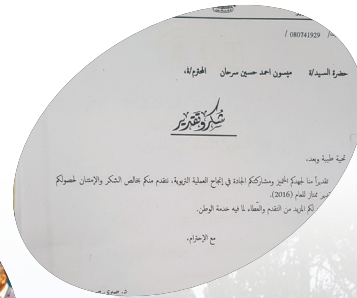 / 080741929
حضرة السيد/ة ميسون احمد حسين سرحان المحترم/ة،
شكر وتقدير
تحية طيبة وبعد،
تقديراً منا لجهدكم المميز ومشاركتكم الجادة في إنجاح العملية التربوية، نتقدم منكم بخالص الشكر والإمتنان لحصولكم
ممتاز للعام (2016).
لكم المزيد من التقدم والعطاء لما فيه خدمة الوطن.
مع الإحترام،